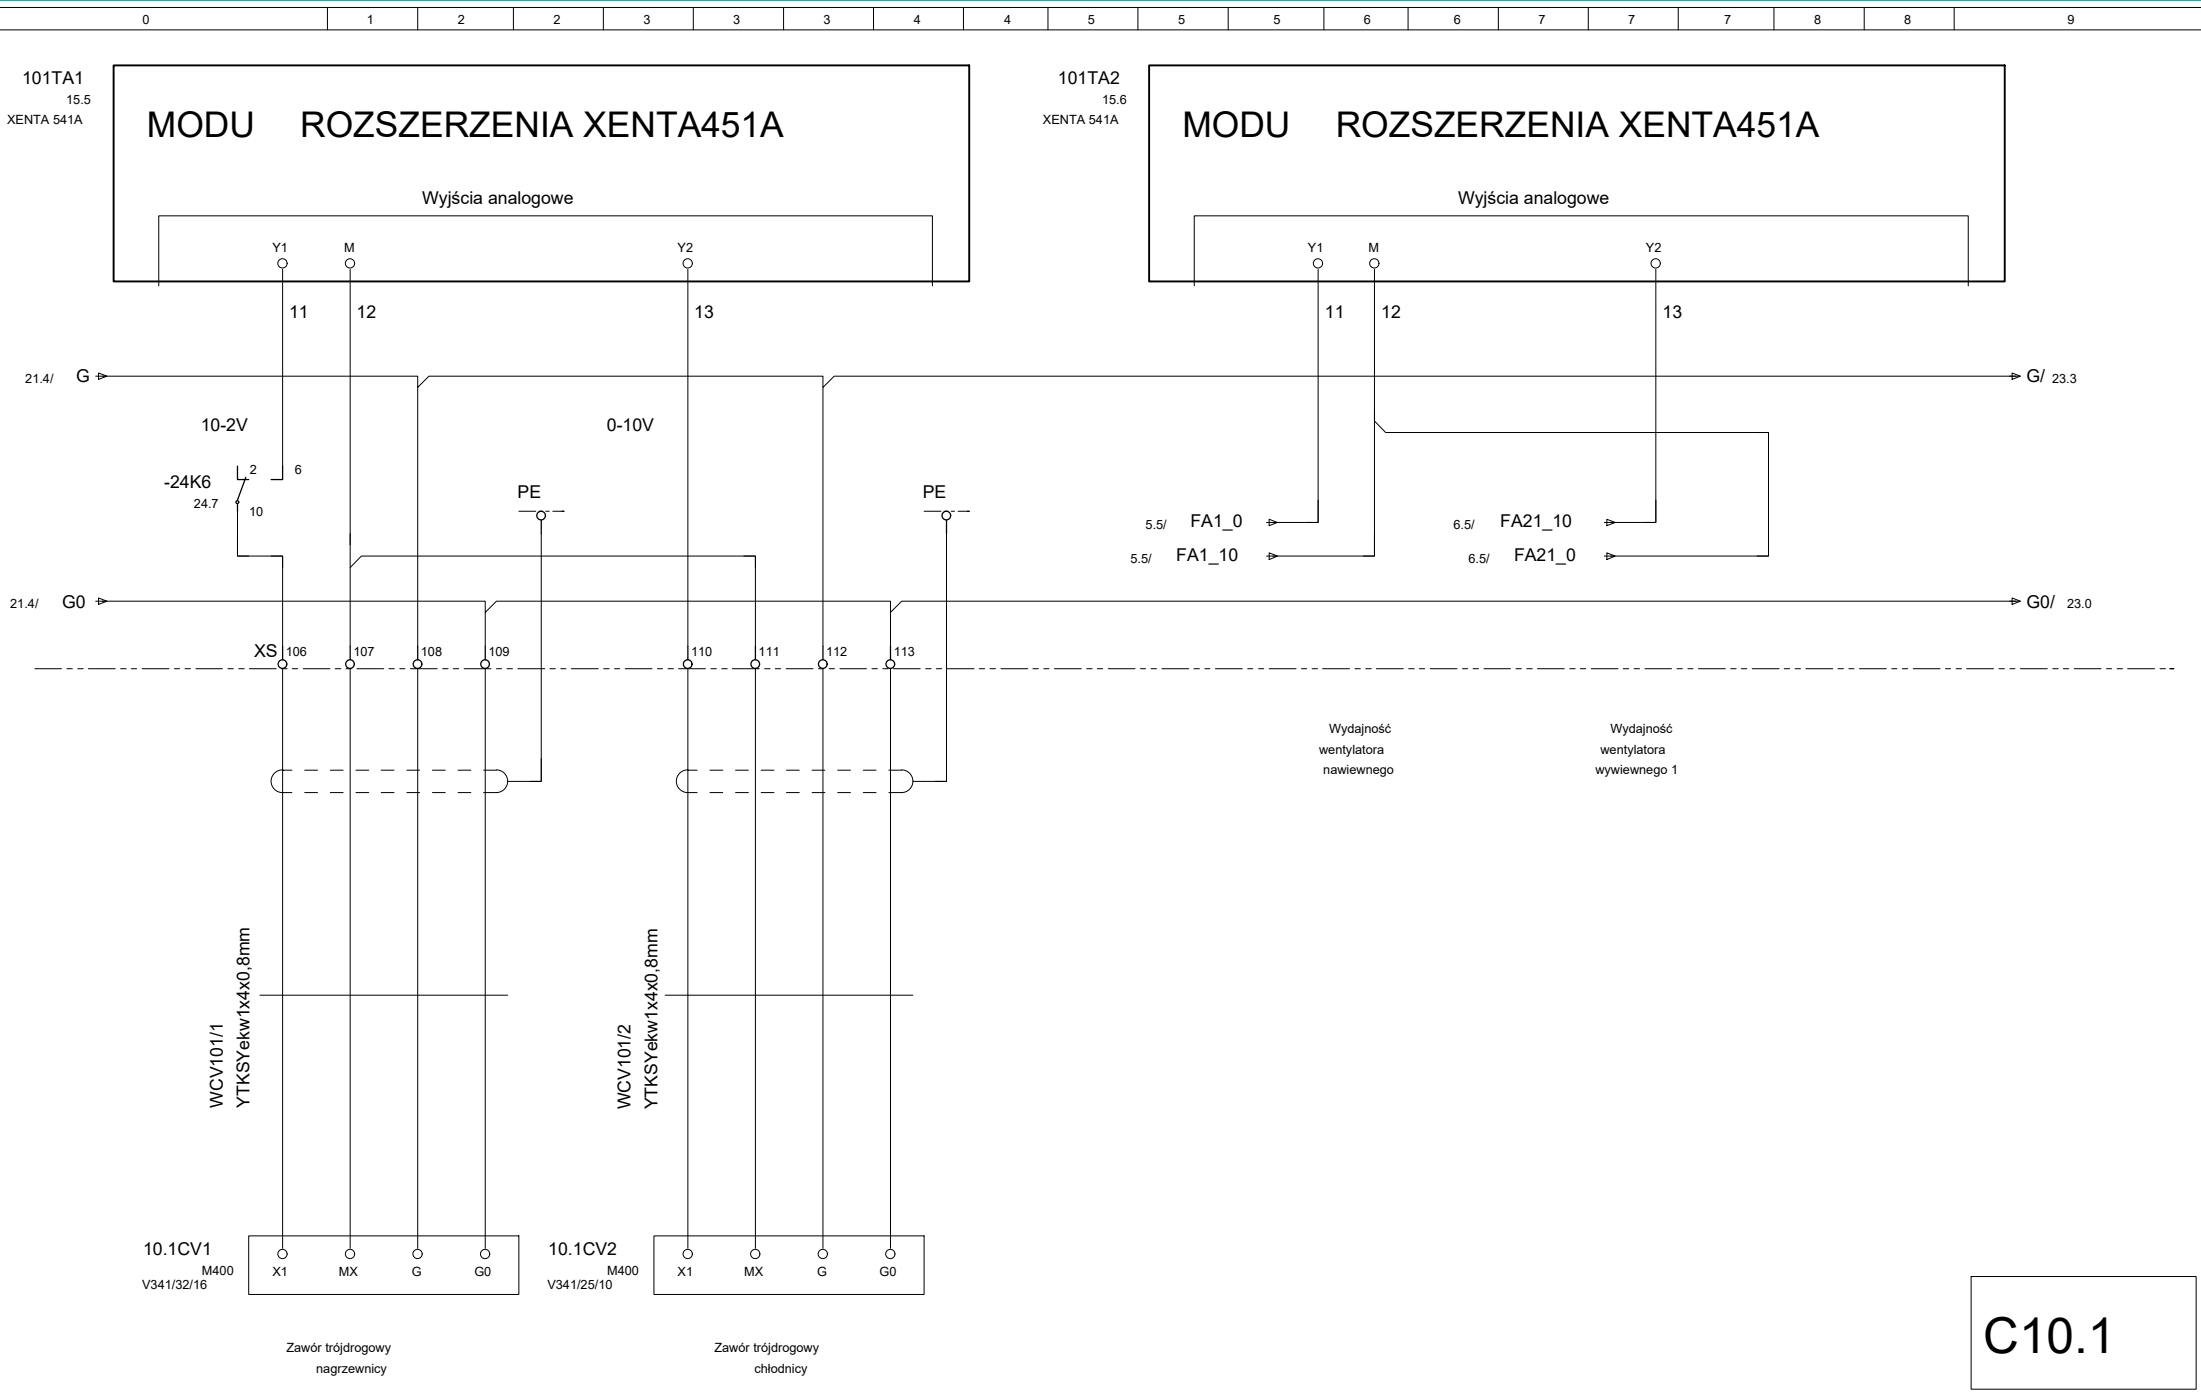 0 1 2 2 3 3 3 4 4 5 5 5 6 6 7 7 7 8 8 9
101TA1
15.5
XENTA 541A
MODU ROZSZERZENIA XENTA451A
Wyjścia analogowe
Y1 M Y2
11 12 13
101TA2
15.6
XENTA 541A
MODU ROZSZERZENIA XENTA451A
Wyjścia analogowe
Y1 M Y2
11 12 13
21.4/ G
G/ 23.3
10-2V
0-10V
-24K6
24.7
2 6
10
PE
PE
5.5/ FA1_0
5.5/ FA1_10
6.5/ FA21_10
6.5/ FA21_0
21.4/ G0
G0/ 23.0
XS 106 107 108 109 110 111 112 113
Wydajność
wentylatora
nawiewnego
Wydajność
wentylatora
wywiewnego 1
WCV101/1
YTKSYekw1x4x0,8mm
WCV101/2
YTKSYekw1x4x0,8mm
10.1CV1
M400
V341/32/16
X1 MX G G0
10.1CV2
M400
V341/25/10
X1 MX G G0
Zawór trójdrogowy
nagrzewnicy
Zawór trójdrogowy
chłodnicy
C10.1